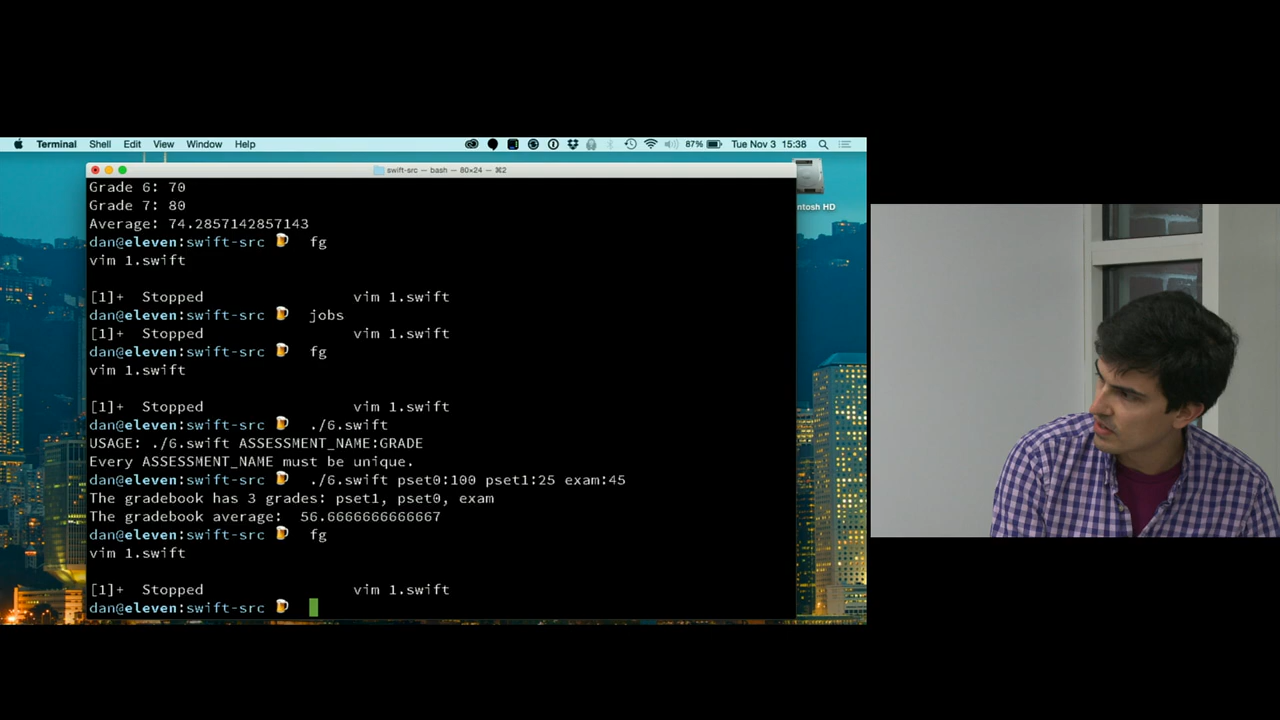 Terminal Shell Edit View Window Help 87% Tue Nov 3 15:38
swift-src — bash — 80×24 — ⌘2
ntosh HD
Grade 6: 70
Grade 7: 80
Average: 74.2857142857143
dan@eleven:swift-src 🍺 fg
vim 1.swift
[1]+ Stopped vim 1.swift
dan@eleven:swift-src 🍺 jobs
[1]+ Stopped vim 1.swift
dan@eleven:swift-src 🍺 fg
vim 1.swift
[1]+ Stopped vim 1.swift
dan@eleven:swift-src 🍺 ./6.swift
USAGE: ./6.swift ASSESSMENT_NAME:GRADE
Every ASSESSMENT_NAME must be unique.
dan@eleven:swift-src 🍺 ./6.swift pset0:100 pset1:25 exam:45
The gradebook has 3 grades: pset1, pset0, exam
The gradebook average: 56.6666666666667
dan@eleven:swift-src 🍺 fg
vim 1.swift
[1]+ Stopped vim 1.swift
dan@eleven:swift-src 🍺